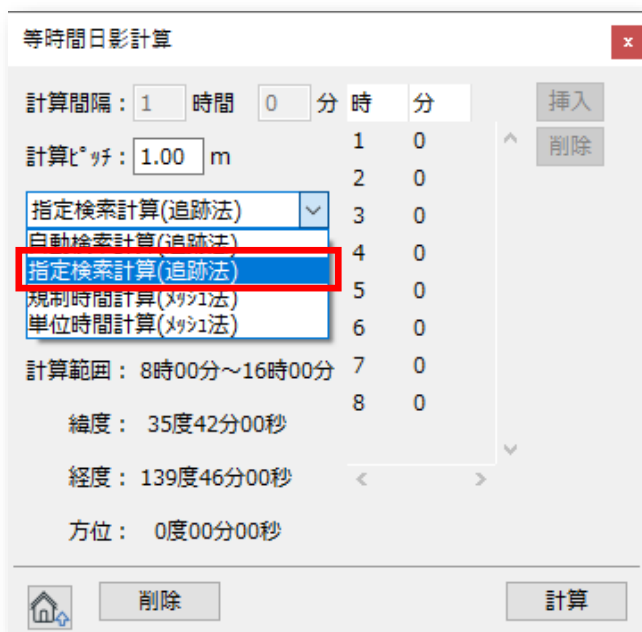 等時間日影計算
x
計算間隔： 1 時間 0 分
計算ﾋﾟｯﾁ： 1.00 m
指定検索計算(追跡法)
自動検索計算(追跡法)
指定検索計算(追跡法)
規制時間計算(ﾒｯｼｭ法)
単位時間計算(ﾒｯｼｭ法)
計算範囲： 8時00分～16時00分
緯度： 35度42分00秒
経度： 139度46分00秒
方位： 0度00分00秒
時 分
1 0
2 0
3 0
4 0
5 0
6 0
7 0
8 0
挿入
削除
削除
計算